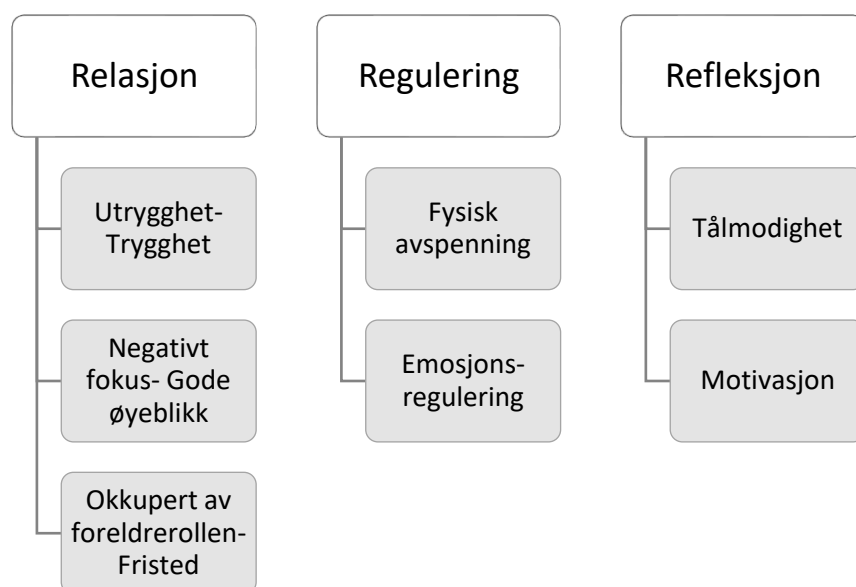 Relasjon
Utrygghet-
Trygghet
Negativt
fokus- Gode
øyeblikk
Okkupert av
foreldrerollen-
Fristed
Regulering
Fysisk
avspenning
Emosjons-
regulering
Refleksjon
Tålmodighet
Motivasjon